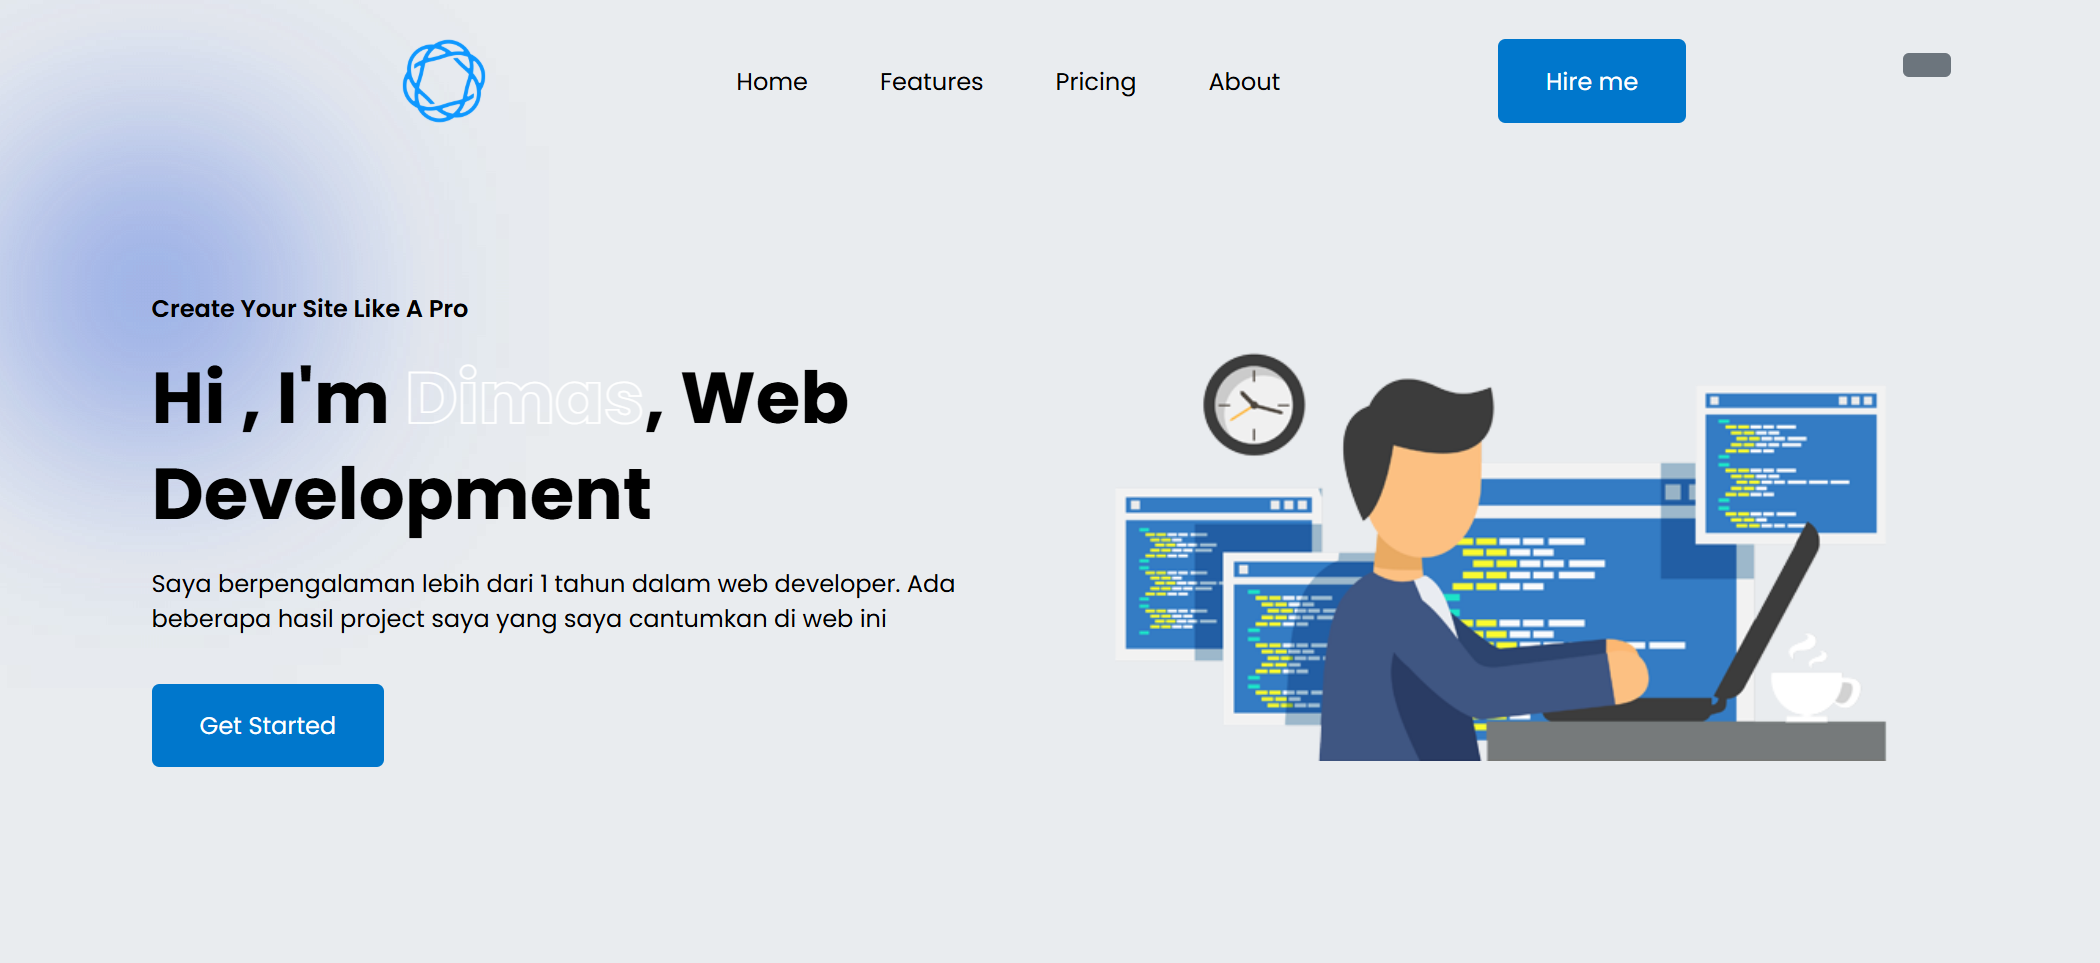 Home Features Pricing About Hire me
Create Your Site Like A Pro
Hi , I'm Dimas, Web
Development
Saya berpengalaman lebih dari 1 tahun dalam web developer. Ada
beberapa hasil project saya yang saya cantumkan di web ini
Get Started